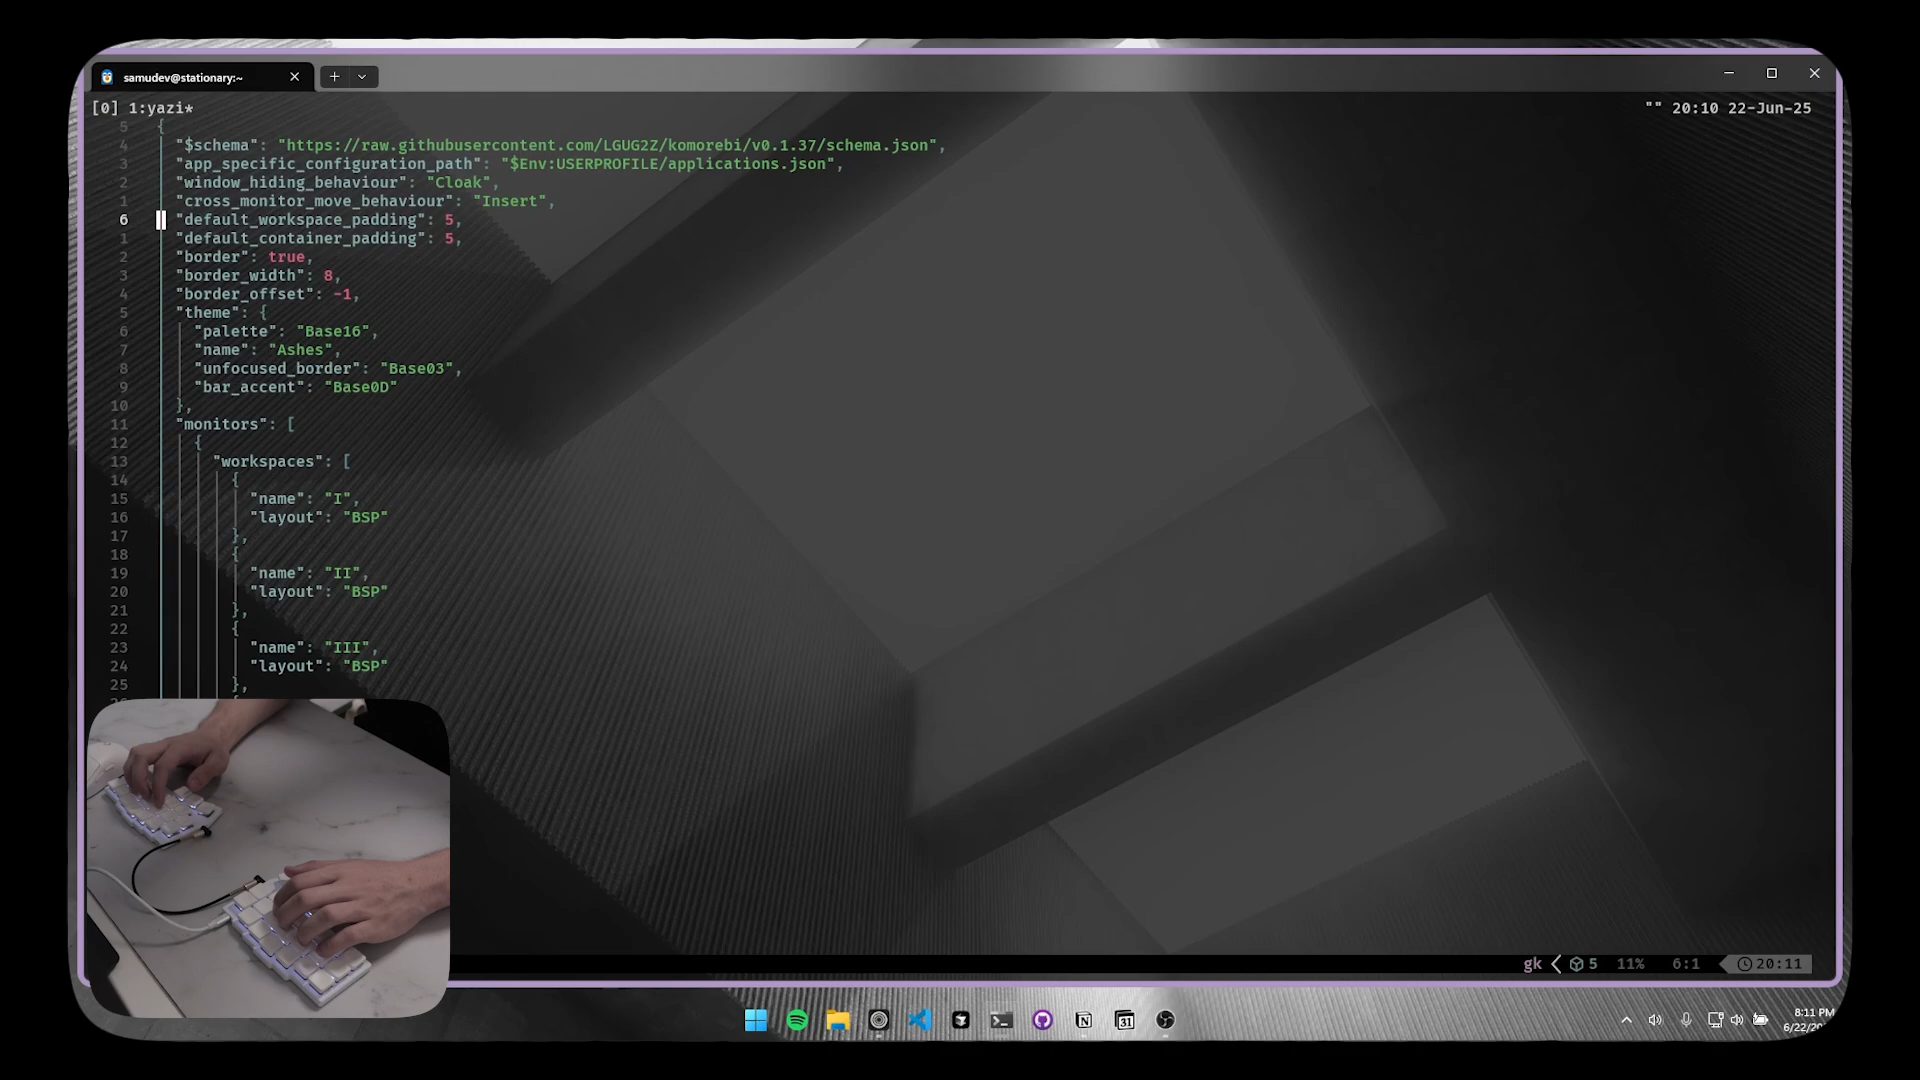 samudev@stationary:~
[0] 1:yazi*
"" 20:10 22-Jun-25
5 {
4 "$schema": "https://raw.githubusercontent.com/LGUG2Z/komorebi/v0.1.37/schema.json",
3 "app_specific_configuration_path": "$Env:USERPROFILE/applications.json",
2 "window_hiding_behaviour": "Cloak",
1 "cross_monitor_move_behaviour": "Insert",
6 "default_workspace_padding": 5,
1 "default_container_padding": 5,
2 "border": true,
3 "border_width": 8,
4 "border_offset": -1,
5 "theme": {
6 "palette": "Base16",
7 "name": "Ashes",
8 "unfocused_border": "Base03",
9 "bar_accent": "Base0D"
10 },
11 "monitors": [
12 {
13 "workspaces": [
14 {
15 "name": "I",
16 "layout": "BSP"
17 },
18 {
19 "name": "II",
20 "layout": "BSP"
21 },
22 {
23 "name": "III",
24 "layout": "BSP"
25 },
gk 5 11% 6:1 20:11
31
8:11 PM